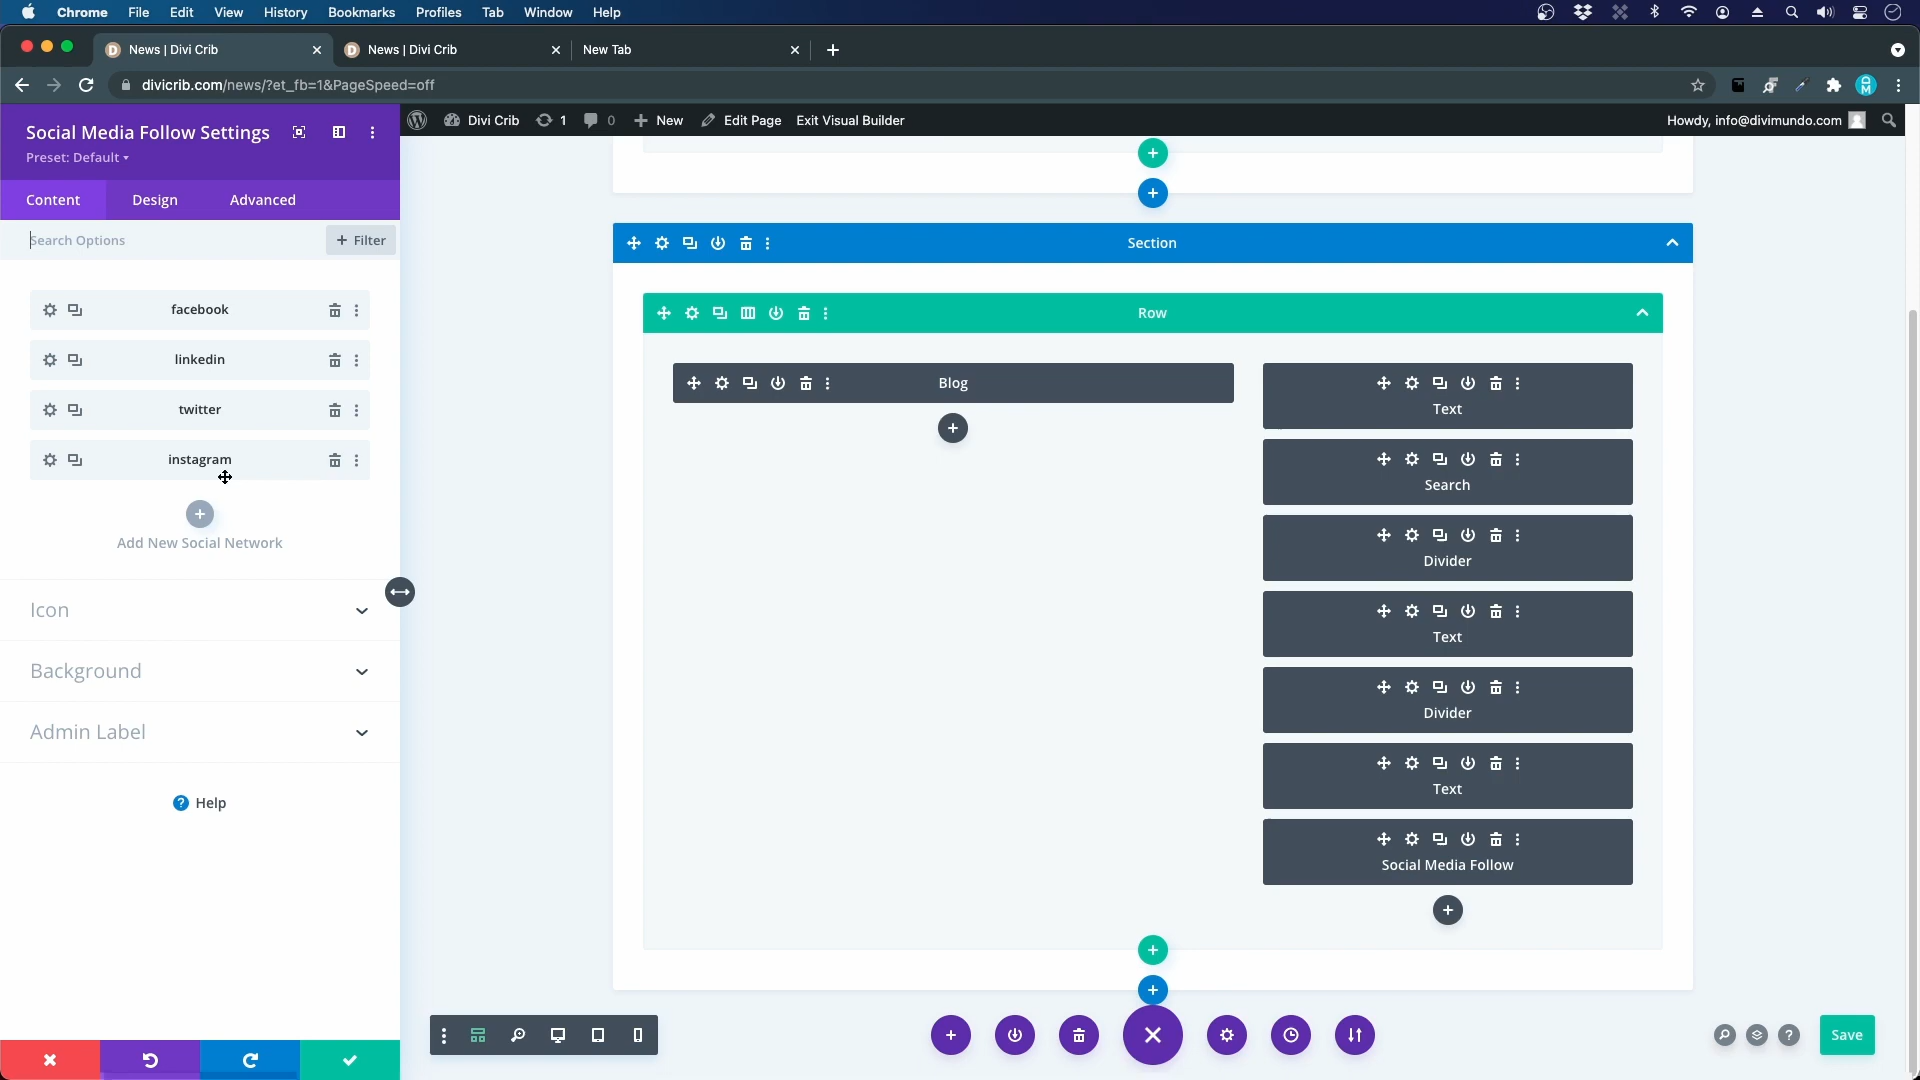 Chrome File Edit View History Bookmarks Profiles Tab Window Help
News | Divi Crib News | Divi Crib New Tab
divicrib.com/news/?et_fb=1&PageSpeed=off
Divi Crib 1 0 New Edit Page Exit Visual Builder Howdy, info@divimundo.com
Social Media Follow Settings
Preset: Default
Content Design Advanced
Search Options + Filter
facebook
linkedin
twitter
instagram
Add New Social Network
Icon
Background
Admin Label
? Help
Section
Row
Blog
Text
Search
Divider
Text
Divider
Text
Social Media Follow
? Save